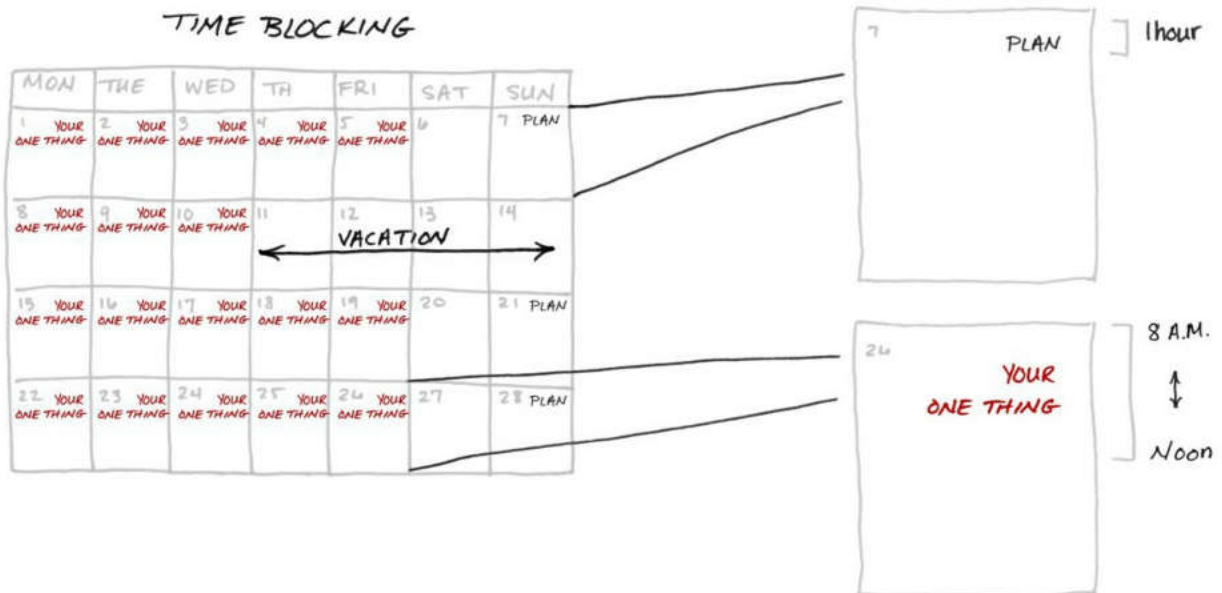 TIME BLOCKING
MON TUE WED TH FRI SAT SUN
1 YOUR 2 YOUR 3 YOUR 4 YOUR 5 YOUR 6 7 PLAN
ONE THING ONE THING ONE THING ONE THING ONE THING
8 YOUR 9 YOUR 10 YOUR 11 12 13 14
ONE THING ONE THING ONE THING
VACATION
15 YOUR 16 YOUR 17 YOUR 18 YOUR 19 YOUR 20 21 PLAN
ONE THING ONE THING ONE THING ONE THING ONE THING
22 YOUR 23 YOUR 24 YOUR 25 YOUR 26 YOUR 27 28 PLAN
ONE THING ONE THING ONE THING ONE THING ONE THING
7 PLAN 1 hour
26
YOUR
ONE THING
8 A.M.
Noon